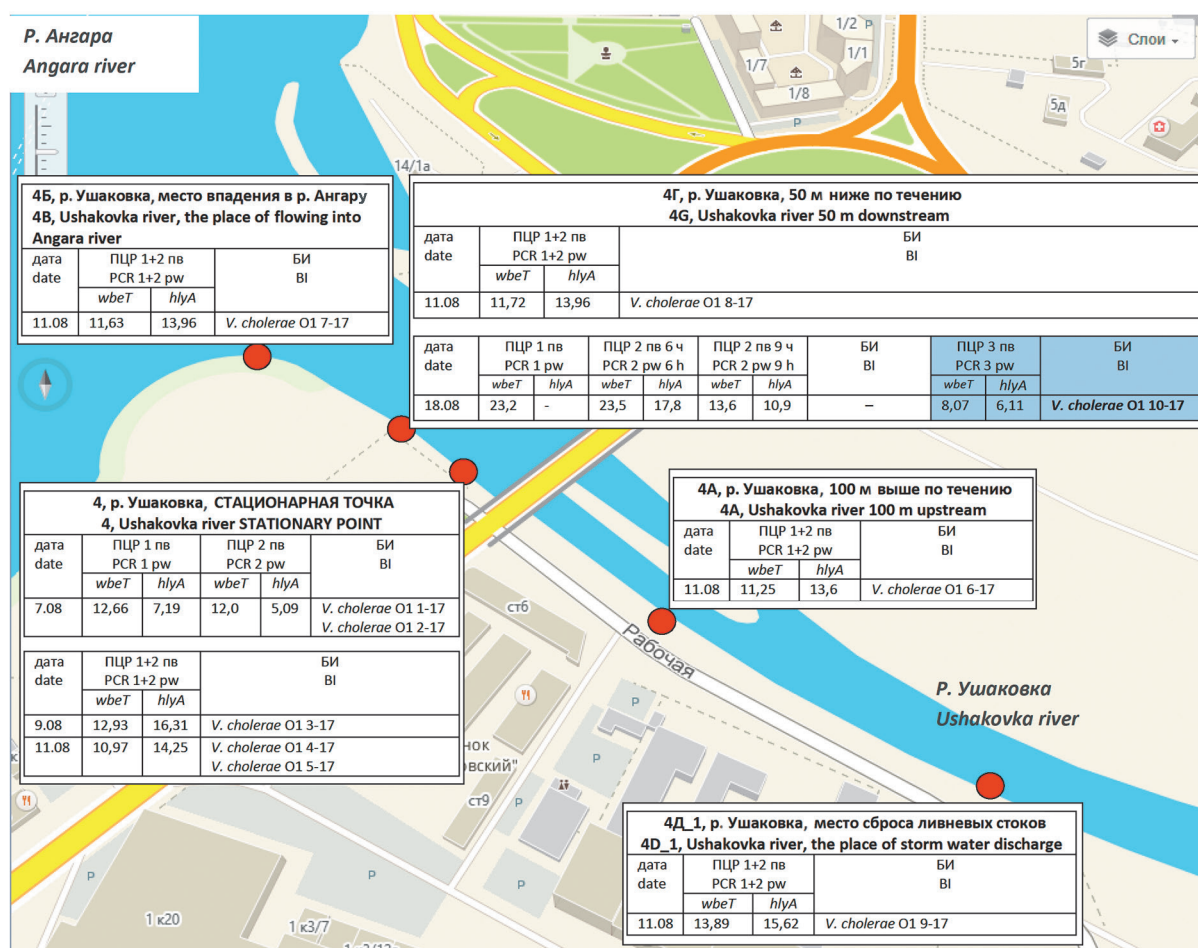 Р. Ангара
Angara river
Слои
1/2 P
1/1
1/7
1/8
P
5г
5д
14/1а
4Б, р. Ушаковка, место впадения в р. Ангару
4B, Ushakovka river, the place of flowing into
Angara river
дата ПЦР 1+2 пв БИ
date PCR 1+2 pw BI
wbeT hlyA
11.08 11,63 13,96 V. cholerae O1 7-17
4Г, р. Ушаковка, 50 м ниже по течению
4G, Ushakovka river 50 m downstream
дата ПЦР 1+2 пв БИ
date PCR 1+2 pw BI
wbeT hlyA
11.08 11,72 13,96 V. cholerae O1 8-17
дата ПЦР 1 пв ПЦР 2 пв 6 ч ПЦР 2 пв 9 ч БИ ПЦР 3 пв БИ
date PCR 1 pw PCR 2 pw 6 h PCR 2 pw 9 h BI PCR 3 pw BI
wbeT hlyA wbeT hlyA wbeT hlyA wbeT hlyA
18.08 23,2 - 23,5 17,8 13,6 10,9 – 8,07 6,11 V. cholerae O1 10-17
4, р. Ушаковка, СТАЦИОНАРНАЯ ТОЧКА
4, Ushakovka river STATIONARY POINT
дата ПЦР 1 пв ПЦР 2 пв БИ
date PCR 1 pw PCR 2 pw BI
wbeT hlyA wbeT hlyA
7.08 12,66 7,19 12,0 5,09 V. cholerae O1 1-17
V. cholerae O1 2-17
дата ПЦР 1+2 пв БИ
date PCR 1+2 pw BI
wbeT hlyA
9.08 12,93 16,31 V. cholerae O1 3-17
11.08 10,97 14,25 V. cholerae O1 4-17
V. cholerae O1 5-17
4А, р. Ушаковка, 100 м выше по течению
4A, Ushakovka river 100 m upstream
дата ПЦР 1+2 пв БИ
date PCR 1+2 pw BI
wbeT hlyA
11.08 11,25 13,6 V. cholerae O1 6-17
ст6
Рабочая
P
Р. Ушаковка
Ushakovka river
нок
овский"
P
ст9
P
4Д_1, р. Ушаковка, место сброса ливневых стоков
4D_1, Ushakovka river, the place of storm water discharge
дата ПЦР 1+2 пв БИ
date PCR 1+2 pw BI
wbeT hlyA
11.08 13,89 15,62 V. cholerae O1 9-17
P
P
P
1 к20
1 к3/7